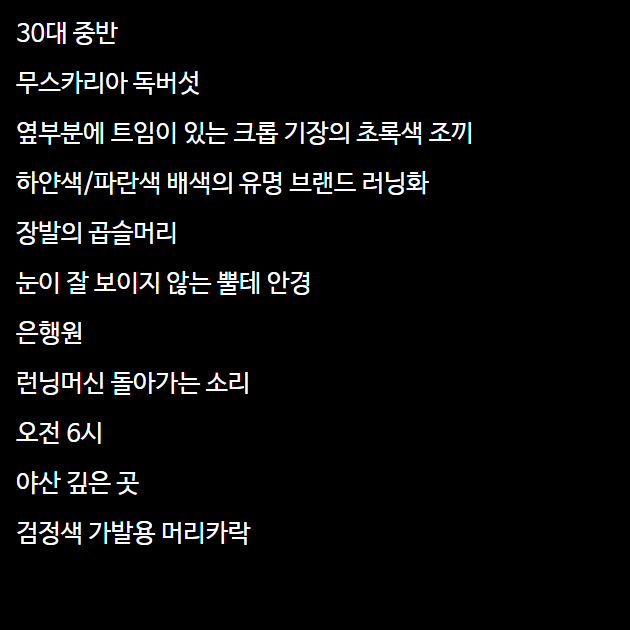 30대 중반
무스카리아 독버섯
옆부분에 트임이 있는 크롭 기장의 초록색 조끼
하얀색/파란색 배색의 유명 브랜드 러닝화
장발의 곱슬머리
눈이 잘 보이지 않는 뿔테 안경
은행원
런닝머신 돌아가는 소리
오전 6시
야산 깊은 곳
검정색 가발용 머리카락